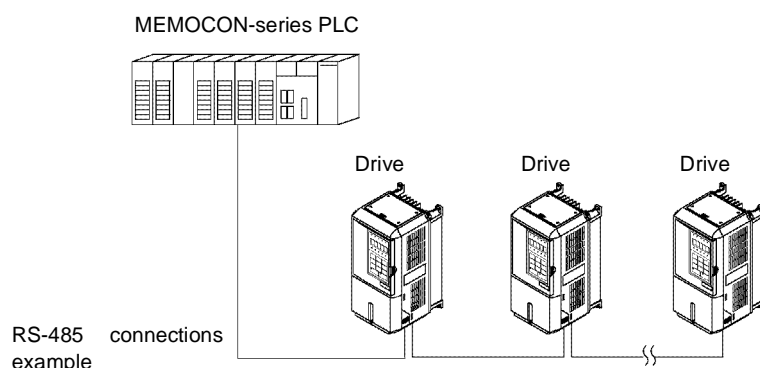 MEMOCON-series PLC
Drive Drive Drive
RS-485 connections
example